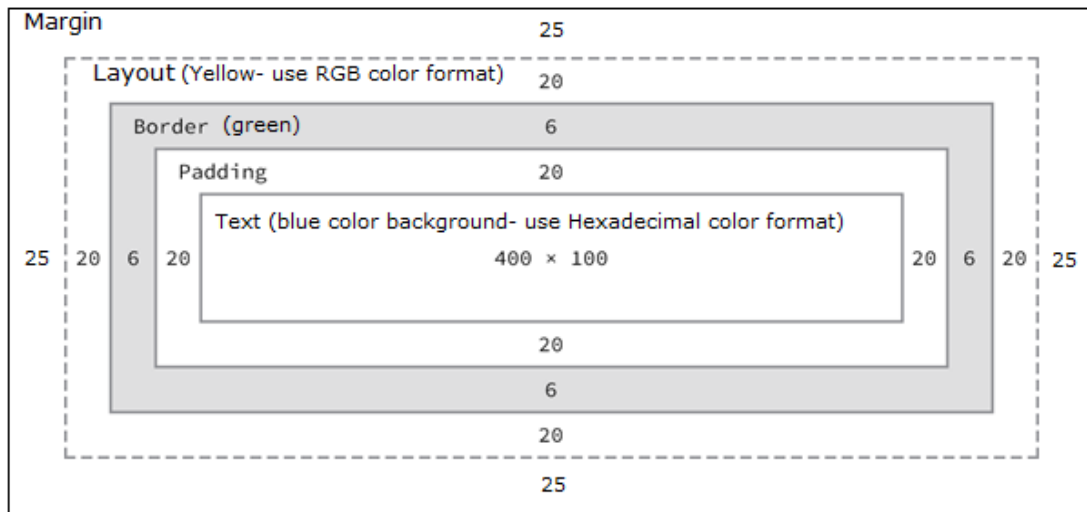 Margin
25
Layout (Yellow- use RGB color format)
20
Border (green)
6
Padding
20
Text (blue color background- use Hexadecimal color format)
25 20 6 20 400 × 100 20 6 20 25
20
6
20
25